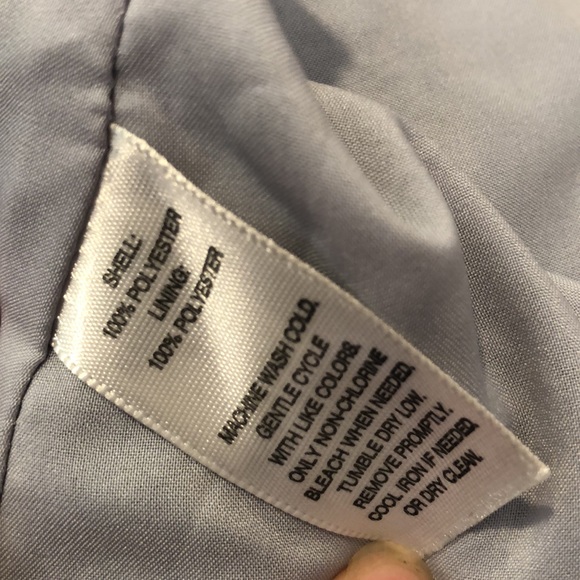 SHELL:
100% POLYESTER
LINING:
100% POLYESTER
MACHINE WASH COLD.
GENTLE CYCLE
WITH LIKE COLORS.
ONLY NON-CHLORINE
BLEACH WHEN NEEDED.
TUMBLE DRY LOW.
REMOVE PROMPTLY.
COOL IRON IF NEEDED.
OR DRY CLEAN.